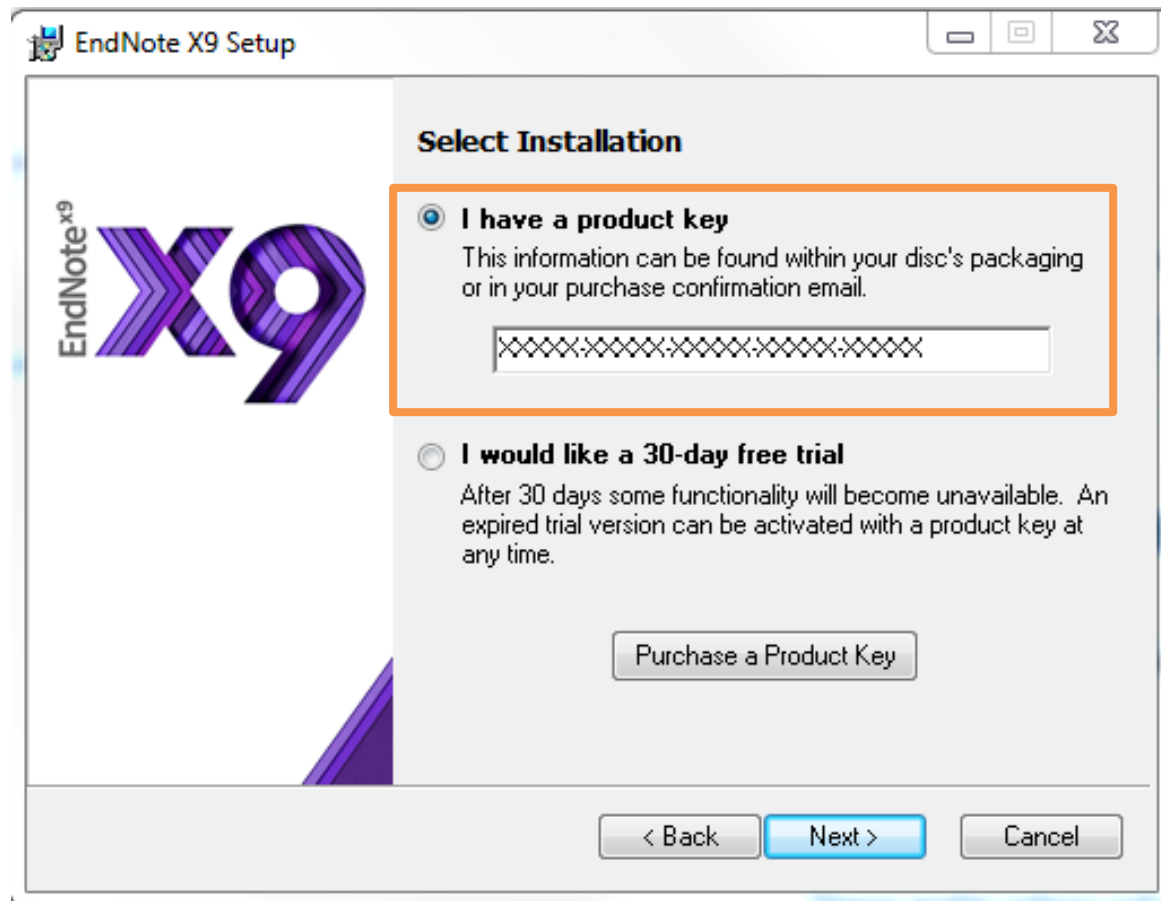 EndNote X9 Setup
Select Installation
EndNote x9
X9
I have a product key
This information can be found within your disc's packaging
or in your purchase confirmation email.
XXXXX-XXXXX-XXXXX-XXXXX-XXXXX
I would like a 30-day free trial
After 30 days some functionality will become unavailable. An
expired trial version can be activated with a product key at
any time.
Purchase a Product Key
< Back
Next >
Cancel